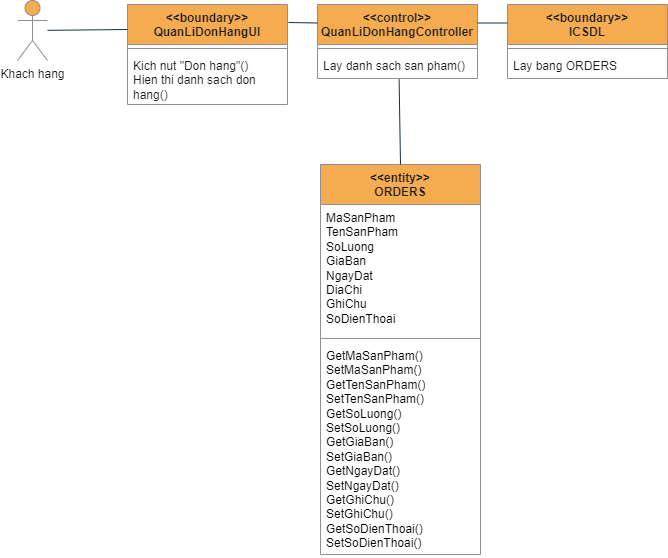 Khach hang
<<boundary>>
QuanLiDonHangUI
Kich nut "Don hang"()
Hien thi danh sach don
hang()
<<control>>
QuanLiDonHangController
Lay danh sach san pham()
<<boundary>>
ICSDL
Lay bang ORDERS
<<entity>>
ORDERS
MaSanPham
TenSanPham
SoLuong
GiaBan
NgayDat
DiaChi
GhiChu
SoDienThoai
GetMaSanPham()
SetMaSanPham()
GetTenSanPham()
SetTenSanPham()
GetSoLuong()
SetSoLuong()
GetGiaBan()
SetGiaBan()
GetNgayDat()
SetNgayDat()
GetGhiChu()
SetGhiChu()
GetSoDienThoai()
SetSoDienThoai()